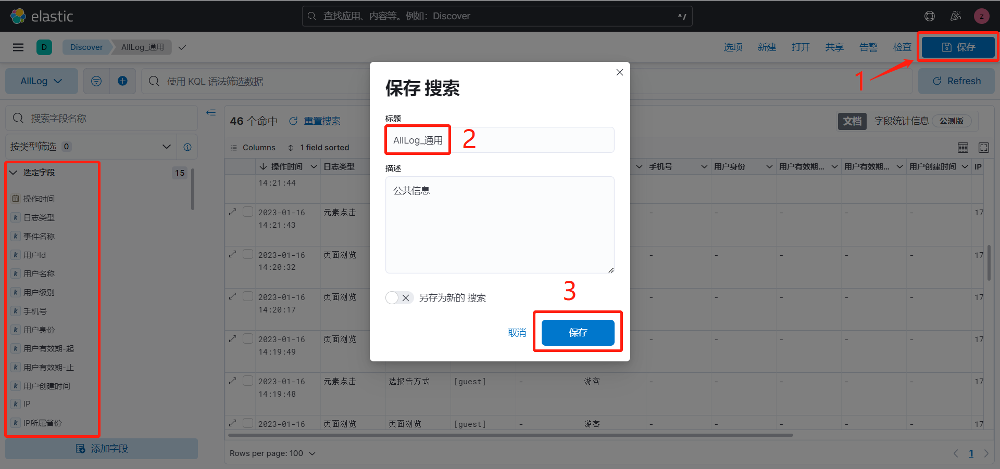 elastic
查找应用、内容等。例如：Discover
^/
z
D
Discover
AllLog_通用
选项
新建
打开
共享
告警
检查
保存
1
AllLog
使用 KQL 语法筛选数据
Refresh
保存 搜索
标题
AllLog_通用
2
描述
公共信息
另存为新的 搜索
3
取消
保存
搜索字段名称
按类型筛选 0
选定字段 15
操作时间
k 日志类型
k 事件名称
k 用户Id
k 用户名称
k 用户级别
k 手机号
k 用户身份
k 用户有效期-起
k 用户有效期-止
k 用户创建时间
k IP
k IP所属省份
添加字段
46 个命中
重置搜索
文档
字段统计信息
公测版
Columns
1 field sorted
操作时间 日志类型 手机号 用户身份 用户有效期... 用户有效期... 用户创建时间 IP
14:21:44
2023-01-16 元素点击 - - - - - 17
14:21:43
2023-01-16 页面浏览 - - - - - 17
14:20:32
2023-01-16 页面浏览 - - - - - 17
14:20:17
2023-01-16 页面浏览 - - - - - 17
14:19:49
2023-01-16 元素点击 选报告方式 [guest] - 游客 - - - - - 17
14:19:48
2023-01-16 页面浏览 页面浏览 [guest] - 游客 - - - - - 17
Rows per page: 100
1